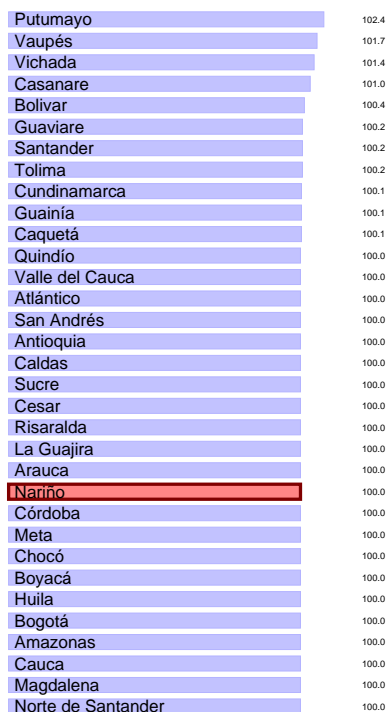 Putumayo 102.4
Vaupés 101.7
Vichada 101.4
Casanare 101.0
Bolivar 100.4
Guaviare 100.2
Santander 100.2
Tolima 100.2
Cundinamarca 100.1
Guainía 100.1
Caquetá 100.1
Quindío 100.0
Valle del Cauca 100.0
Atlántico 100.0
San Andrés 100.0
Antioquia 100.0
Caldas 100.0
Sucre 100.0
Cesar 100.0
Risaralda 100.0
La Guajira 100.0
Arauca 100.0
Nariño 100.0
Córdoba 100.0
Meta 100.0
Chocó 100.0
Boyacá 100.0
Huila 100.0
Bogotá 100.0
Amazonas 100.0
Cauca 100.0
Magdalena 100.0
Norte de Santander 100.0